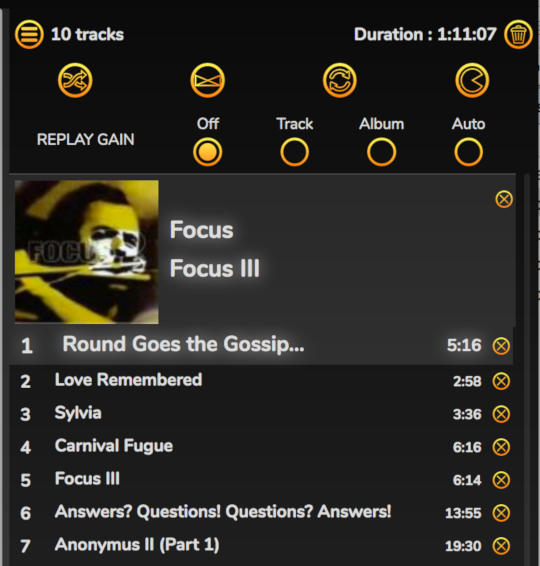 10 tracks Duration : 1:11:07
Off Track Album Auto
REPLAY GAIN
FOCUS
Focus
Focus III
1 Round Goes the Gossip... 5:16
2 Love Remembered 2:58
3 Sylvia 3:36
4 Carnival Fugue 6:16
5 Focus III 6:14
6 Answers? Questions! Questions? Answers! 13:55
7 Anonymus II (Part 1) 19:30